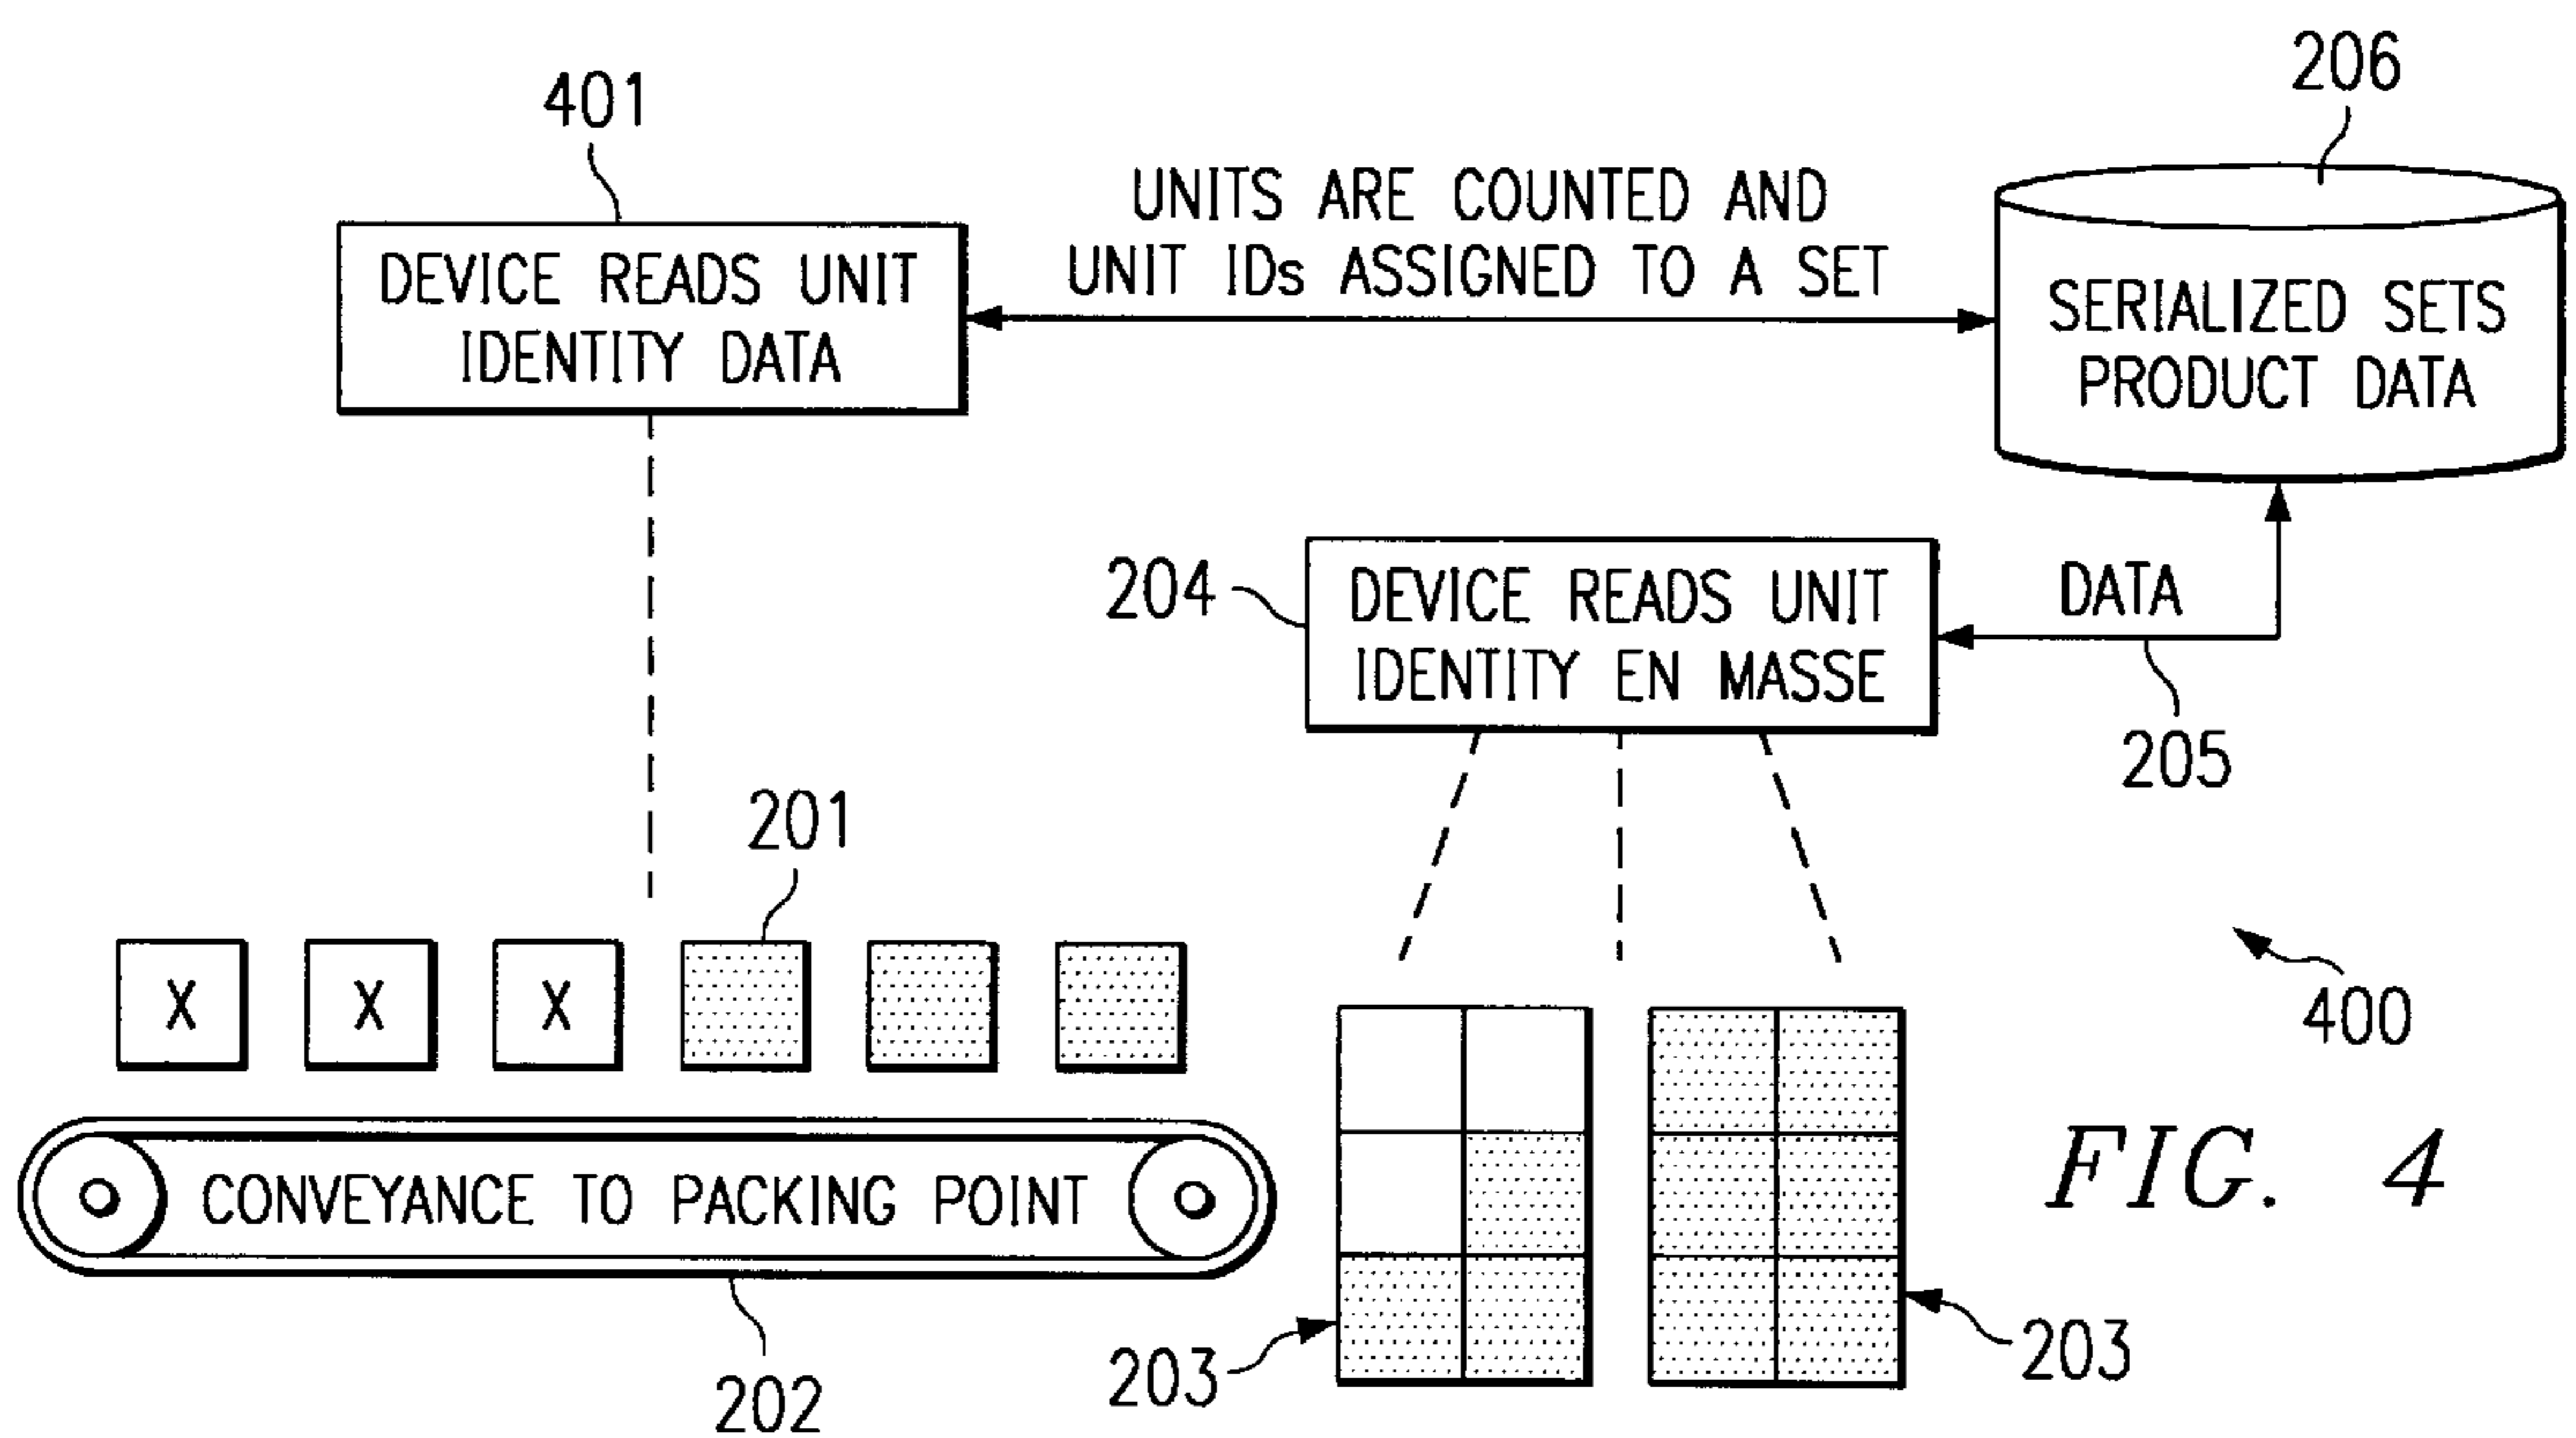 206
401
UNITS ARE COUNTED AND
UNIT IDs ASSIGNED TO A SET
DEVICE READS UNIT
IDENTITY DATA
SERIALIZED SETS
PRODUCT DATA
204
DEVICE READS UNIT
IDENTITY EN MASSE
DATA
205
201
X X X
400
CONVEYANCE TO PACKING POINT
FIG. 4
203
203
202